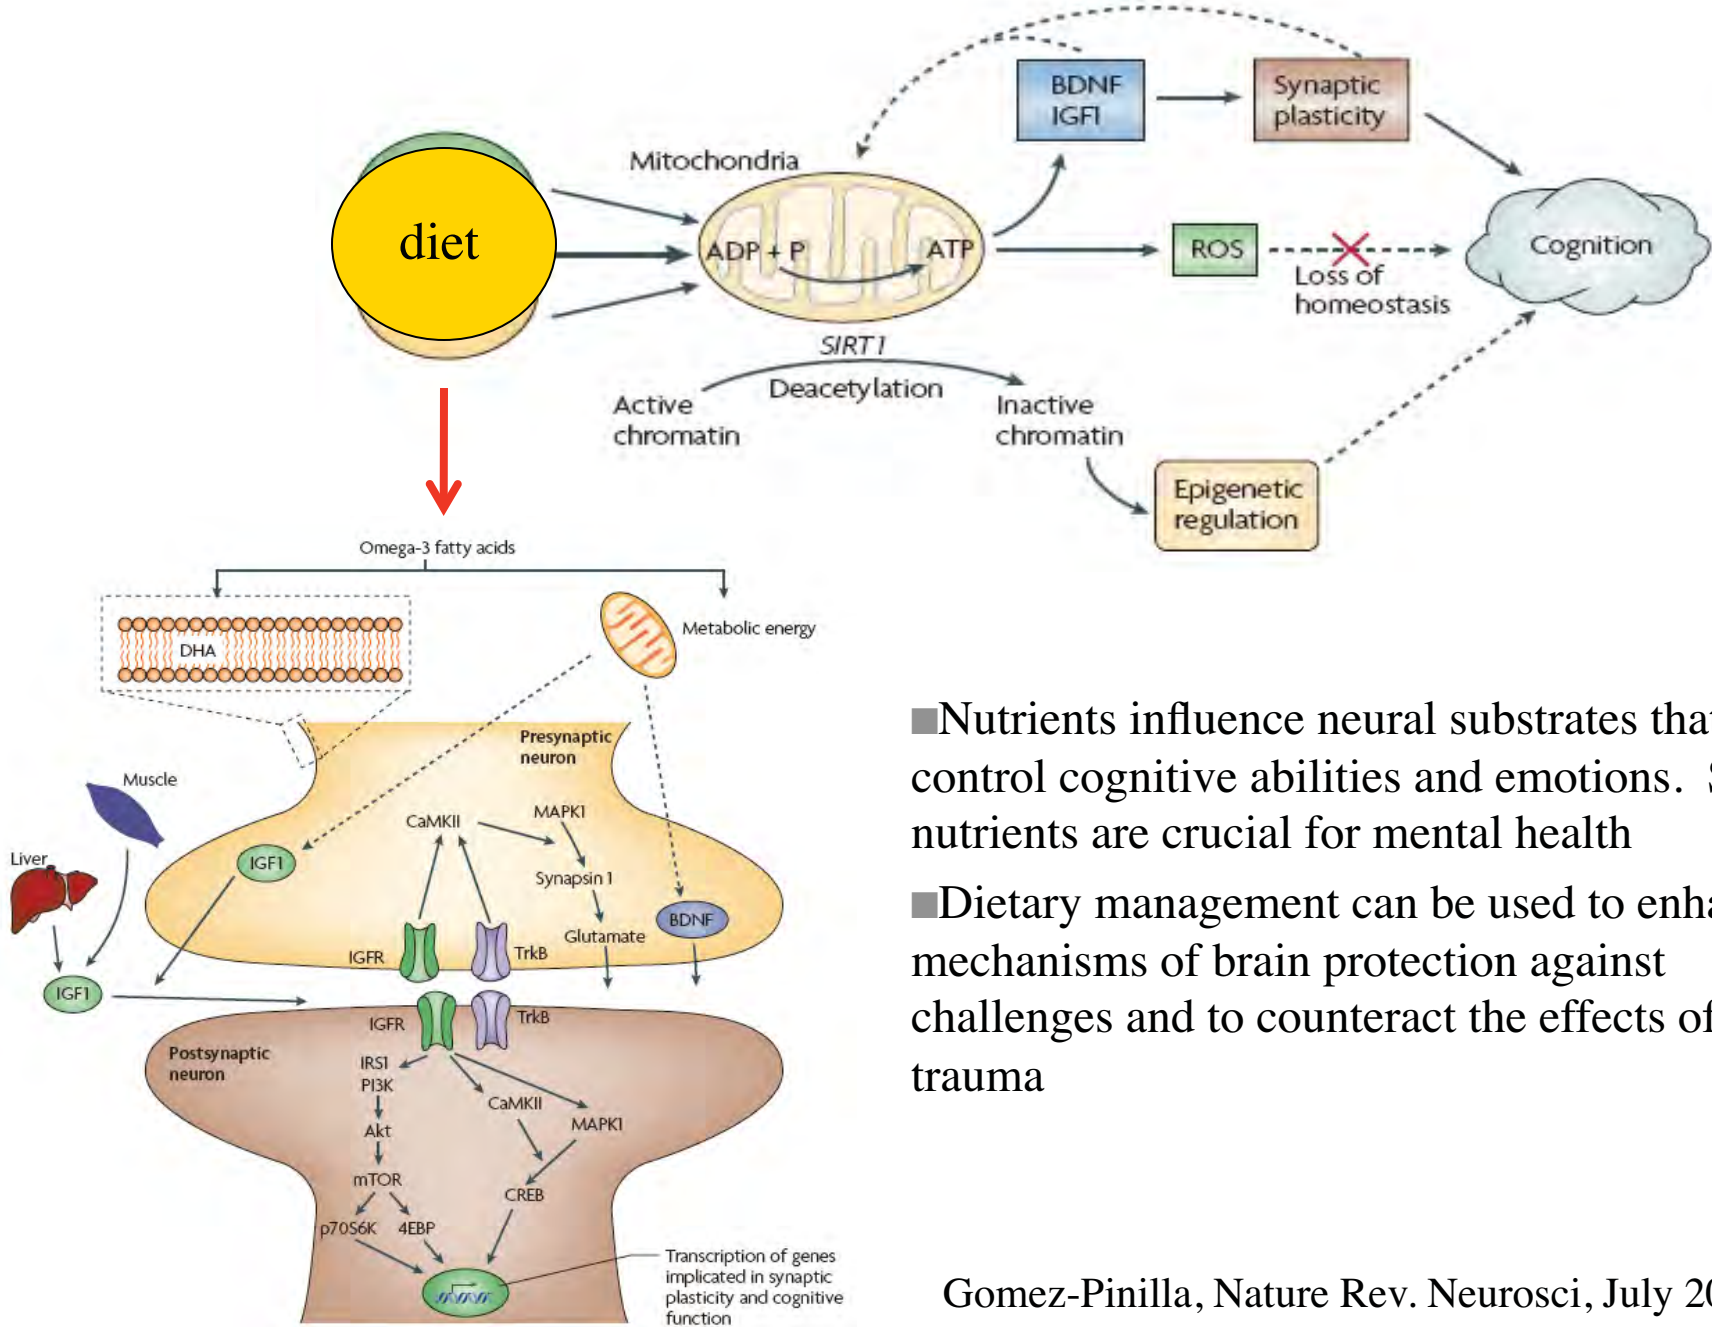 BDNF
IGFI
Synaptic
plasticity
Mitochondria
diet
ADP + P
ATP
ROS
Cognition
Loss of
homeostasis
SIRT1
Deacetylation
Active
chromatin
Inactive
chromatin
Epigenetic
regulation
Omega-3 fatty acids
DHA
Metabolic energy
Presynaptic
neuron
Muscle
CaMKII
MAPK1
Liver
IGF1
Synapsin 1
BDNF
Glutamate
IGFR
TrkB
IGF1
IGFR
TrkB
Postsynaptic
neuron
IRS1
PI3K
CaMKII
MAPK1
Akt
mTOR
CREB
p70S6K
4EBP
Transcription of genes
implicated in synaptic
plasticity and cognitive
function
■Nutrients influence neural substrates that
control cognitive abilities and emotions.
nutrients are crucial for mental health
■Dietary management can be used to
mechanisms of brain protection against
challenges and to counteract the effects of
trauma
Gomez-Pinilla, Nature Rev. Neurosci, July